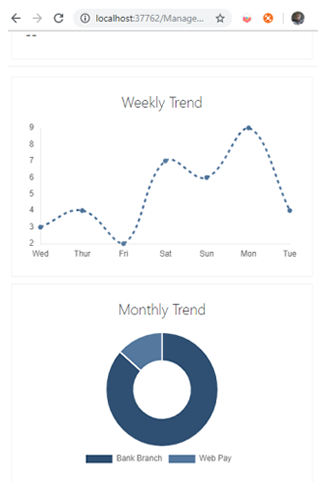 localhost:37762/Manage...
Weekly Trend
9
8
7
6
5
4
3
2
Wed Thur Fri Sat Sun Mon Tue
Monthly Trend
Bank Branch Web Pay